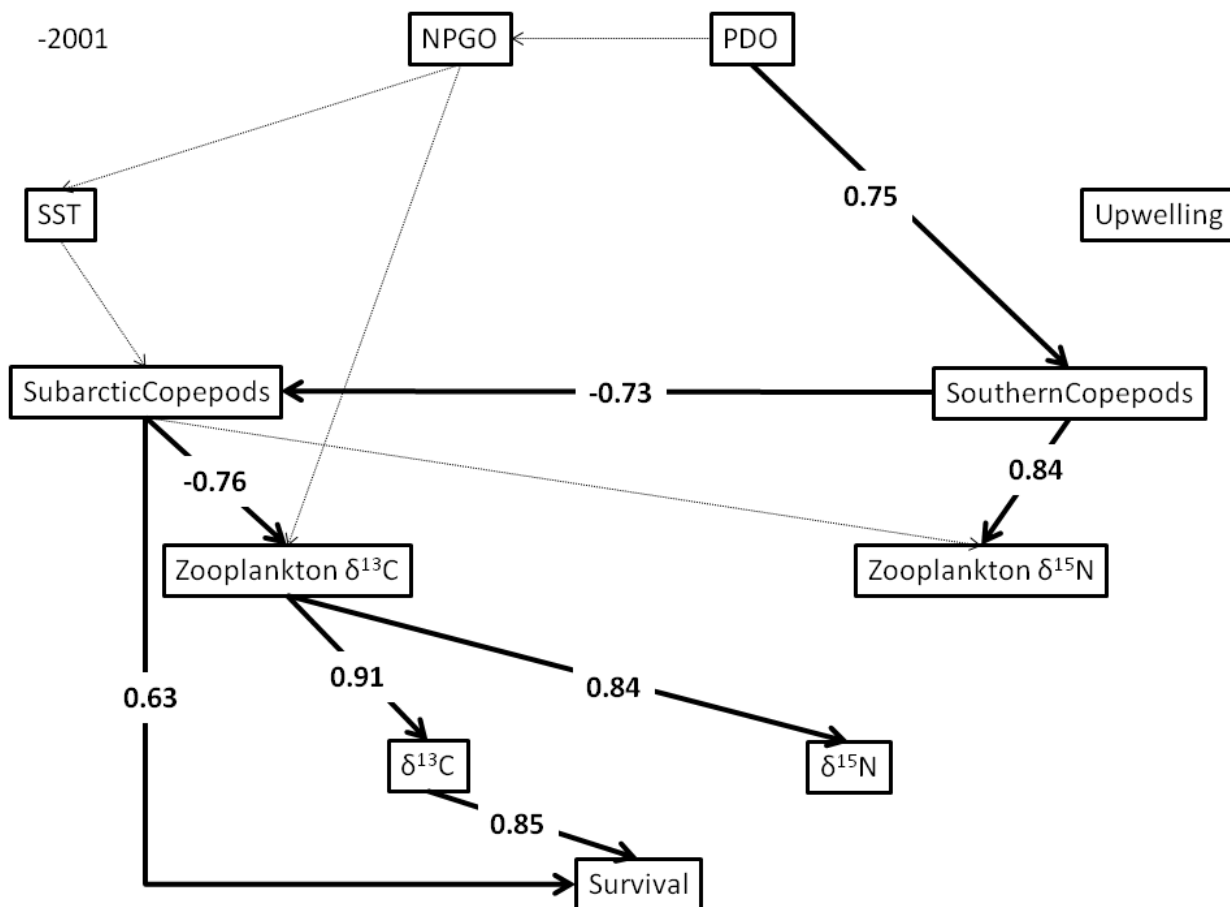 -2001
NPGO
PDO
0.75
SST
Upwelling
SubarcticCopepods
-0.73
SouthernCopepods
-0.76
0.84
Zooplankton δ¹³C
Zooplankton δ¹⁵N
0.63
0.91
0.84
δ¹³C
δ¹⁵N
0.85
Survival